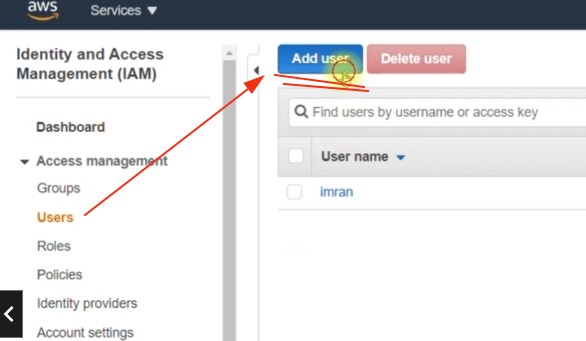 aws
Services
Identity and Access
Management (IAM)
Dashboard
Access management
Groups
Users
Roles
Policies
Identity providers
Account settings
Add user
Delete user
Find users by username or access key
User name
imran